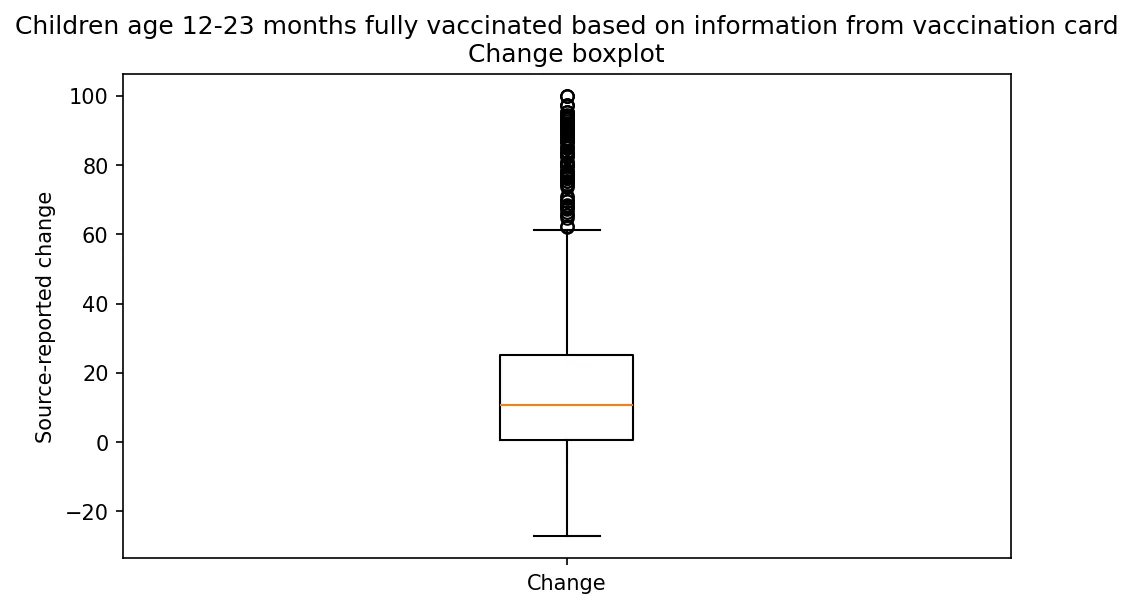 Children age 12-23 months fully vaccinated based on information from vaccination card
Change boxplot
100
80
60
40
20
0
−20
Source-reported change
Change